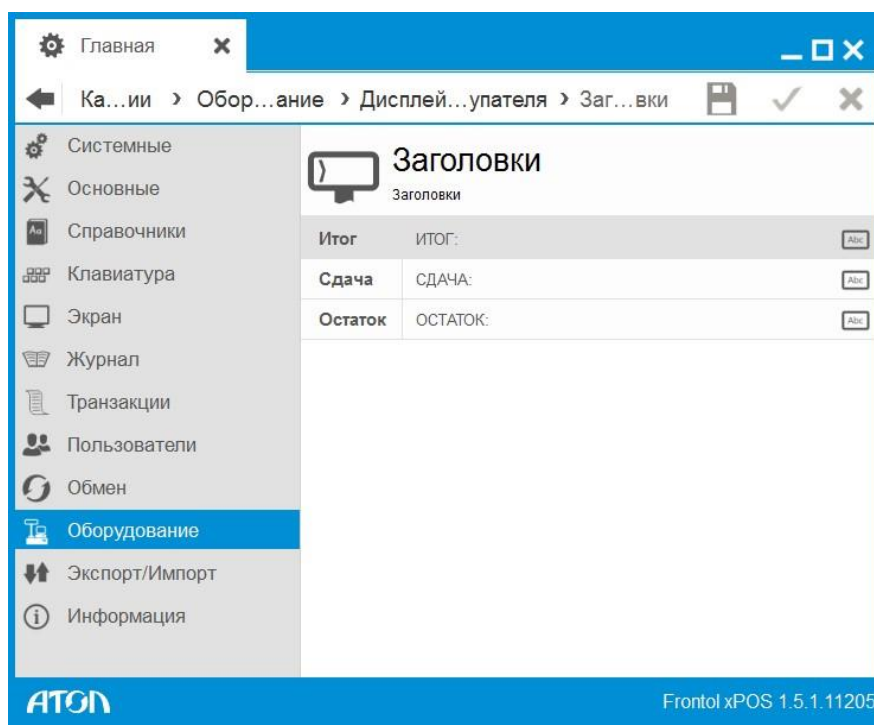 Главная
Ка...ии › Обор...ание › Дисплей...упателя › Заг...вки
Системные
Основные
Справочники
Клавиатура
Экран
Журнал
Транзакции
Пользователи
Обмен
Оборудование
Экспорт/Импорт
Информация
Заголовки
Заголовки
Итог ИТОГ: Abc
Сдача СДАЧА: Abc
Остаток ОСТАТОК: Abc
АТОЛ
Frontol xPOS 1.5.1.11205